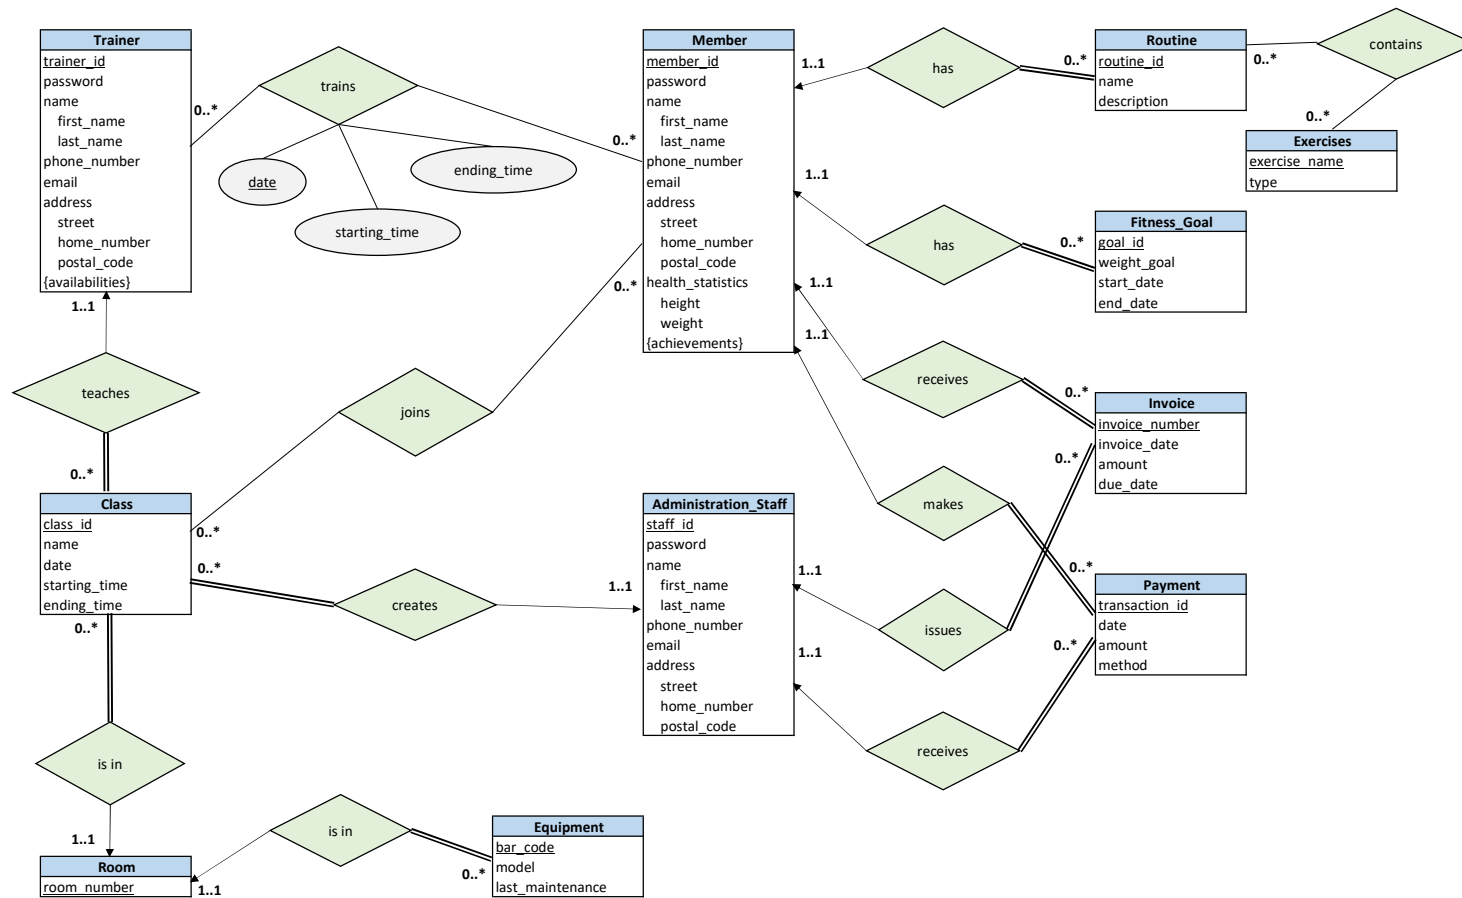 Trainer
trainer_id
password
name
first_name
last_name
phone_number
email
address
street
home_number
postal_code
{availabilities}
0..*
trains
date
starting_time
ending_time
0..*
Member
member_id
password
name
first_name
last_name
phone_number
email
address
street
home_number
postal_code
health_statistics
height
weight
{achievements}
1..1
has
0..*
Routine
routine_id
name
description
0..*
contains
0..*
Exercises
exercise_name
type
1..1
has
0..*
Fitness_Goal
goal_id
weight_goal
start_date
end_date
1..1
receives
0..*
Invoice
invoice_number
invoice_date
amount
due_date
1..1
makes
0..*
1..1
teaches
0..*
0..*
joins
0..*
Class
class_id
name
date
starting_time
ending_time
0..*
creates
1..1
Administration_Staff
staff_id
password
name
first_name
last_name
phone_number
email
address
street
home_number
postal_code
1..1
issues
0..*
Payment
transaction_id
date
amount
method
1..1
receives
0..*
0..*
is in
1..1
Room
room_number
1..1
is in
0..*
Equipment
bar_code
model
last_maintenance